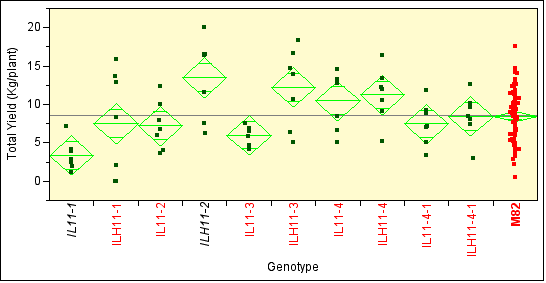 Total Yield (Kg/plant)
20
15
10
5
0
IL11-1
ILH11-1
IL11-2
ILH11-2
IL11-3
ILH11-3
IL11-4
ILH11-4
IL11-4-1
ILH11-4-1
M82
Genotype